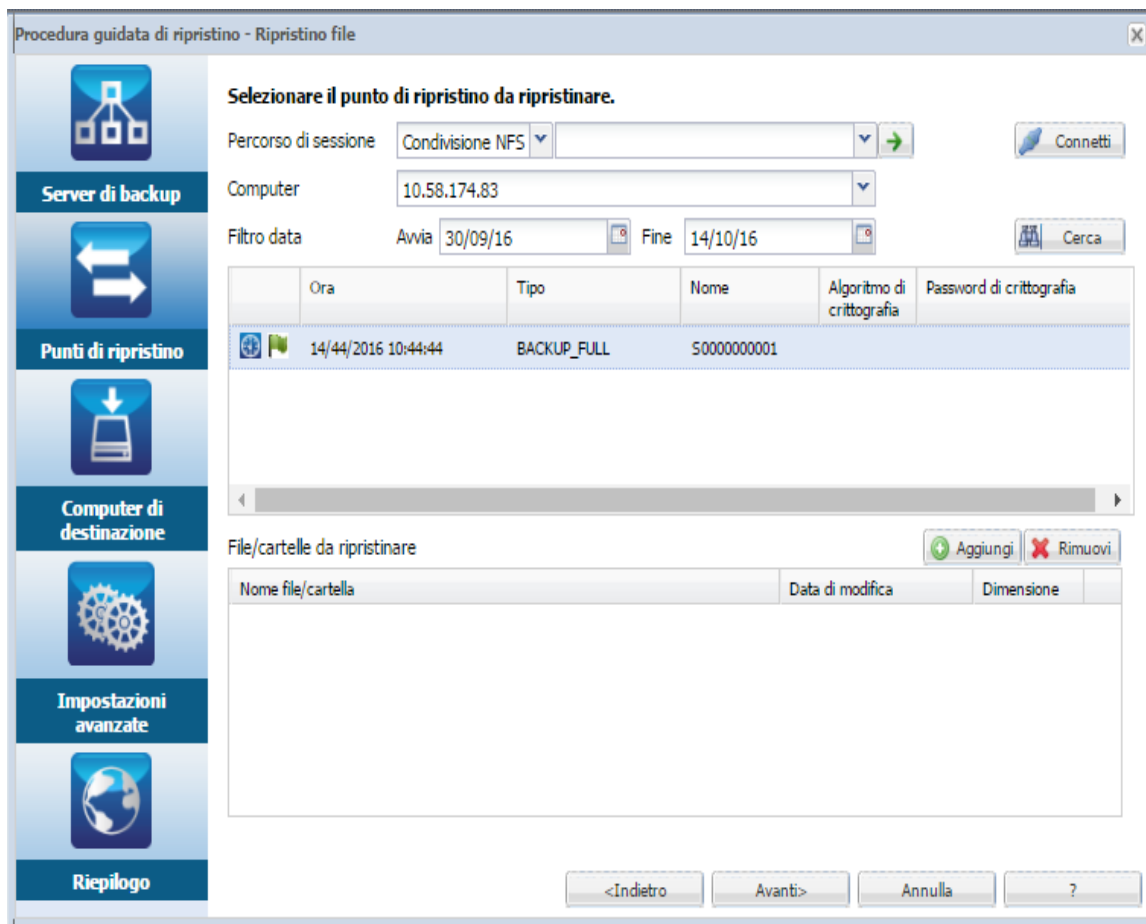 Procedura guidata di ripristino - Ripristino file
Server di backup
Punti di ripristino
Computer di
destinazione
Impostazioni
avanzate
Riepilogo
Selezionare il punto di ripristino da ripristinare.
Percorso di sessione Condivisione NFS Connetti
Computer 10.58.174.83
Filtro data Avvia 30/09/16 Fine 14/10/16 Cerca
Ora Tipo Nome Algoritmo di crittografia Password di crittografia
14/44/2016 10:44:44 BACKUP_FULL S0000000001
File/cartelle da ripristinare Aggiungi Rimuovi
Nome file/cartella Data di modifica Dimensione
<Indietro Avanti> Annulla ?